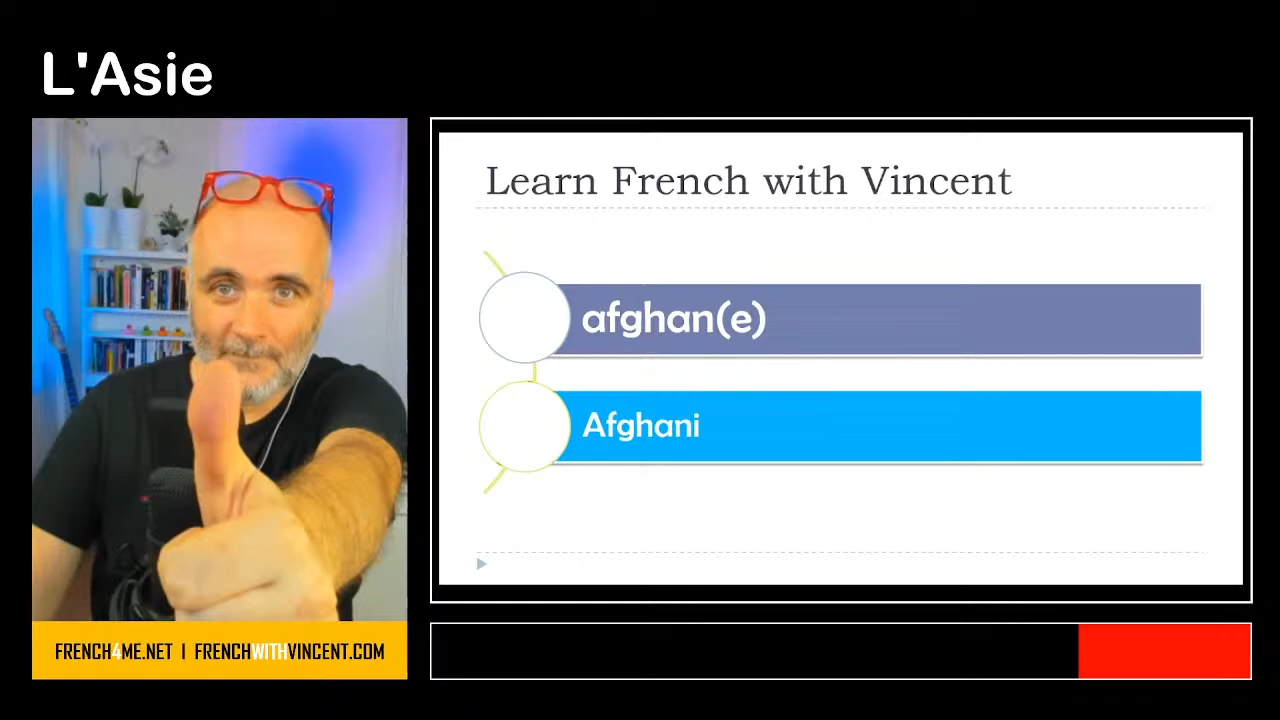 L'Asie
Learn French with Vincent
afghan(e)
Afghani
FRENCH4ME.NET I FRENCHWITHVINCENT.COM